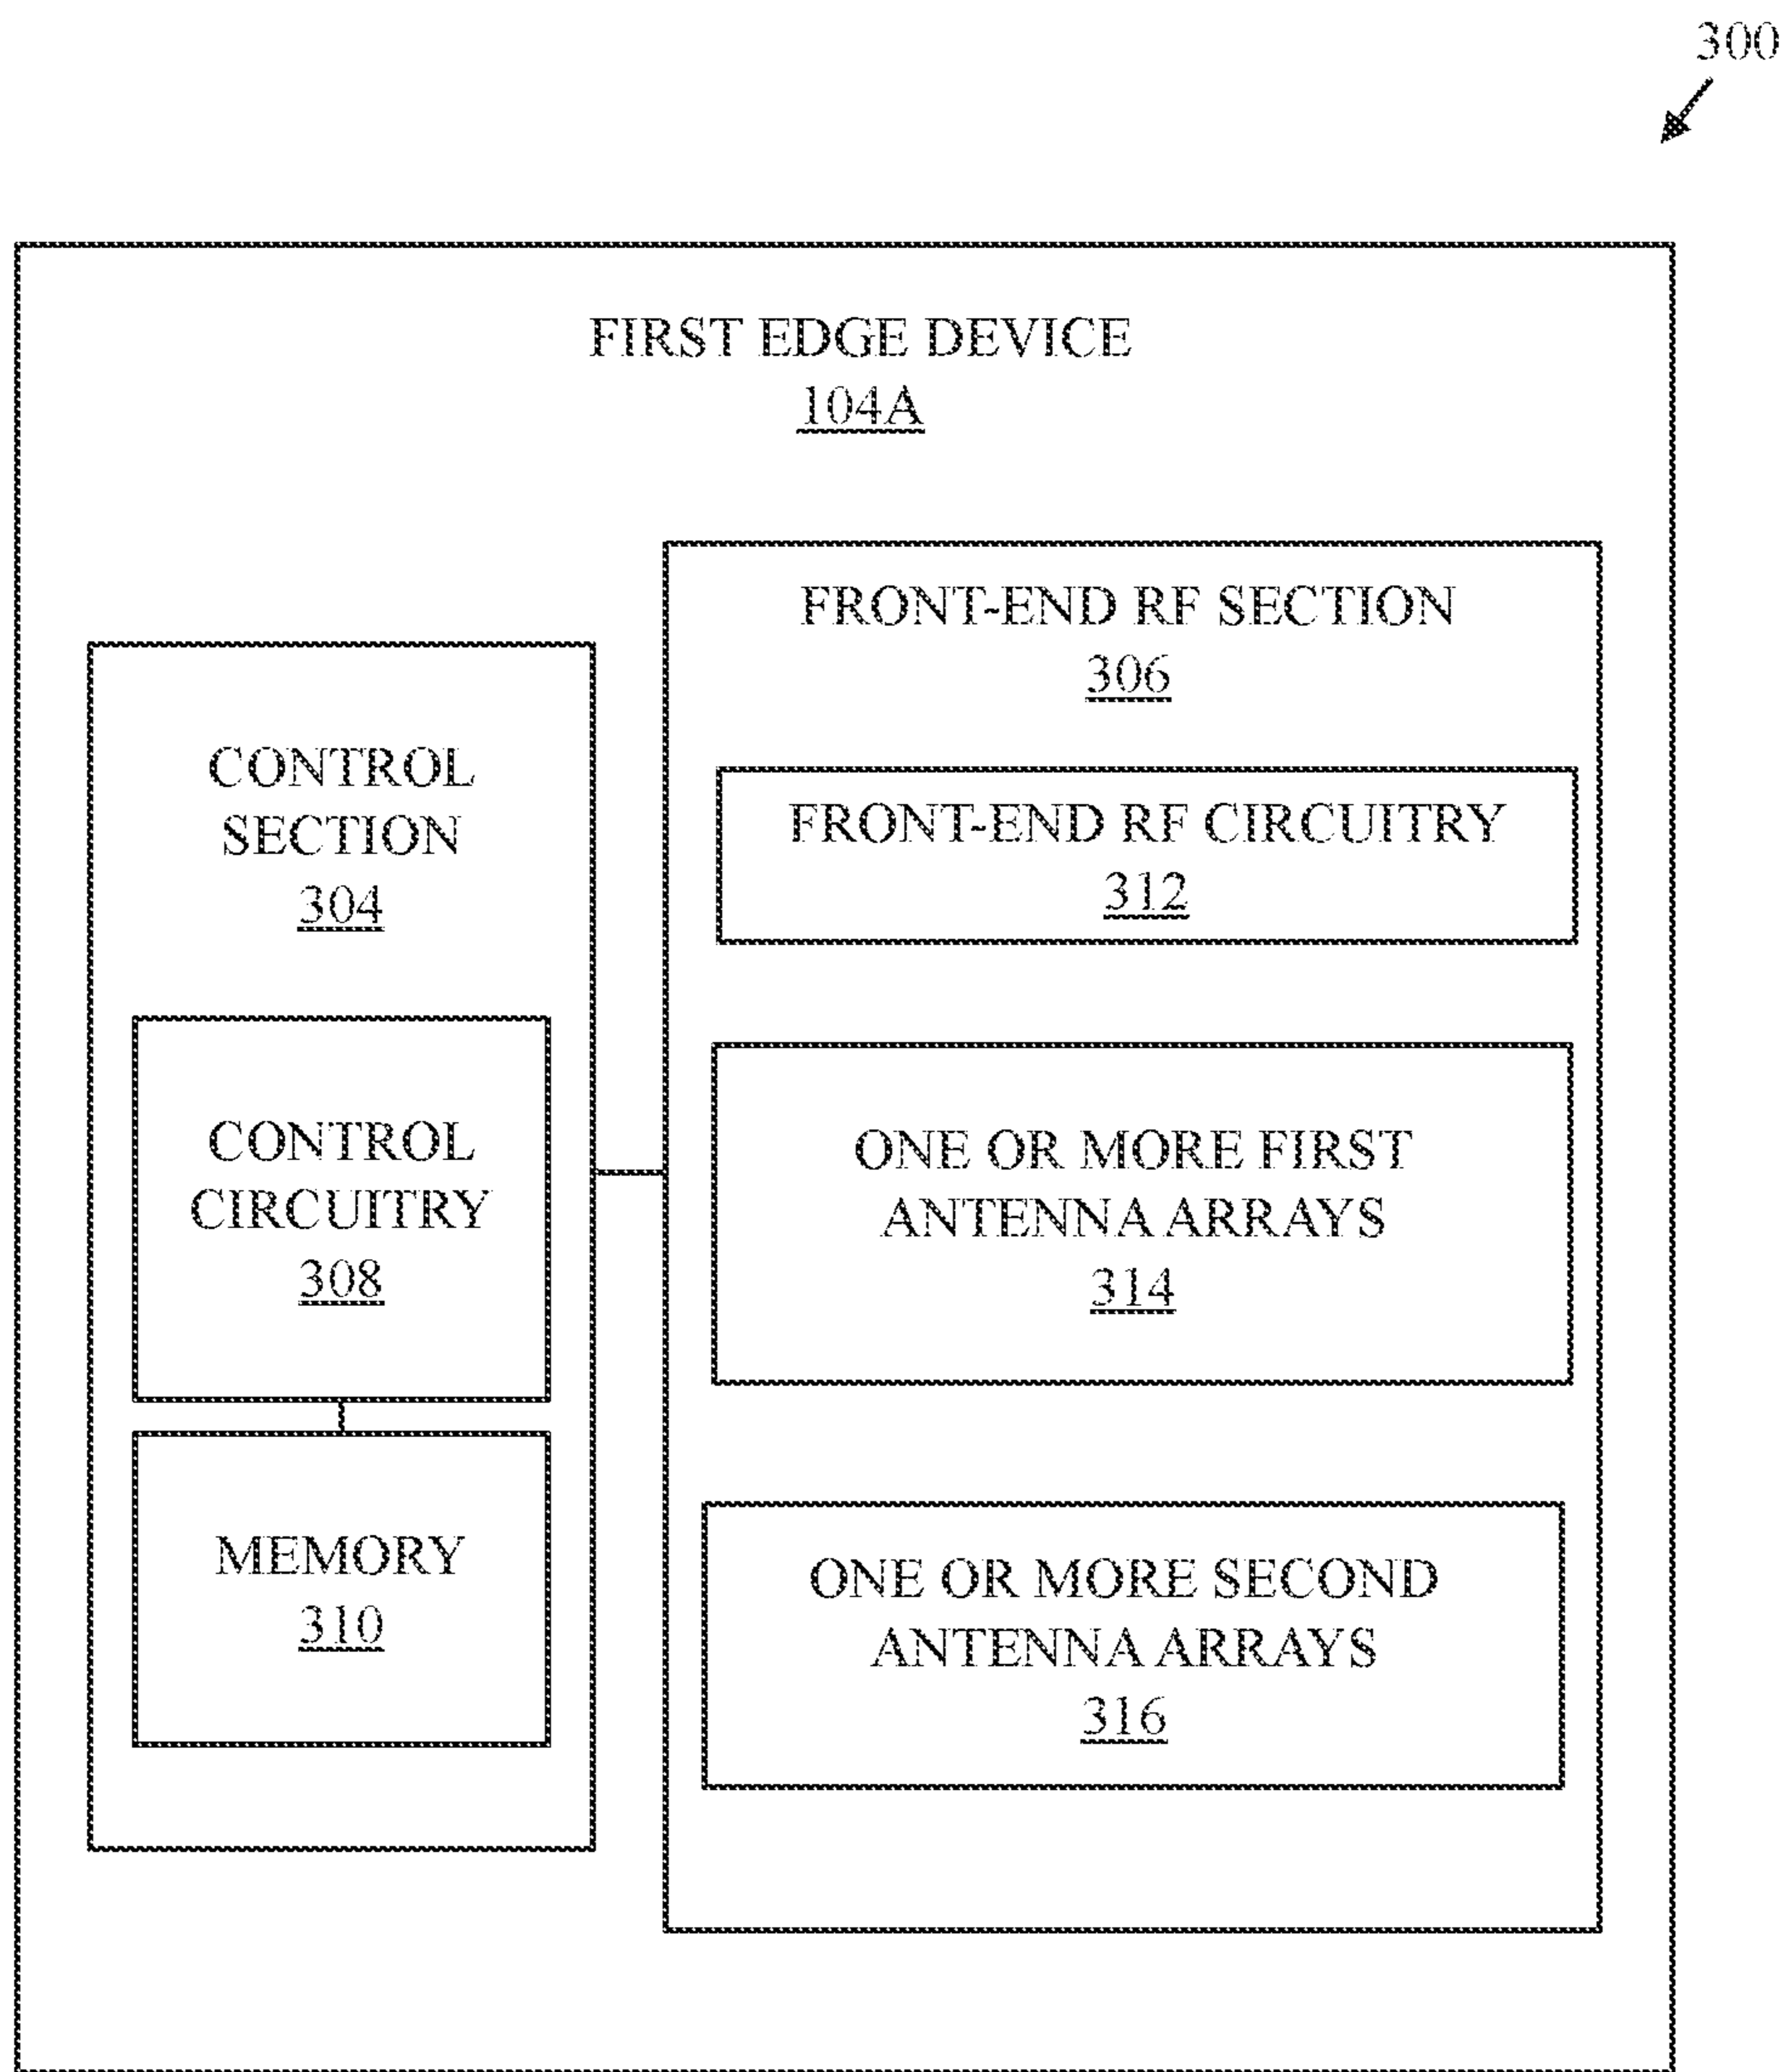 300
FIRST EDGE DEVICE
104A
CONTROL
SECTION
304
CONTROL
CIRCUITRY
308
MEMORY
310
FRONT-END RF SECTION
306
FRONT-END RF CIRCUITRY
312
ONE OR MORE FIRST
ANTENNA ARRAYS
314
ONE OR MORE SECOND
ANTENNA ARRAYS
316